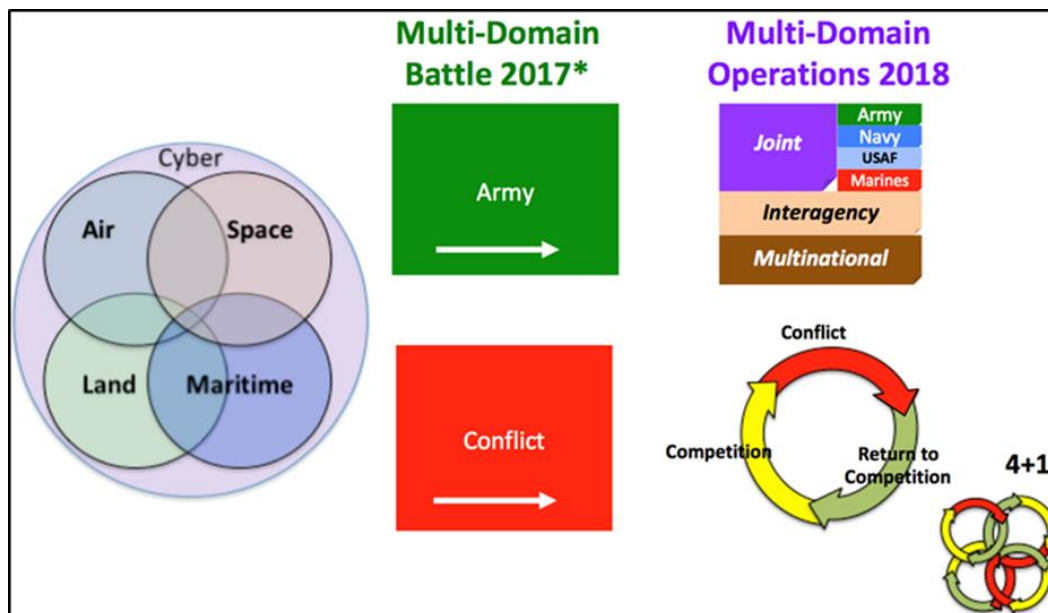 Multi-Domain
Battle 2017*
Multi-Domain
Operations 2018
Cyber
Air
Space
Land
Maritime
Army
Joint
Army
Navy
USAF
Marines
Interagency
Multinational
Conflict
Conflict
Competition
Return to
Competition
4+1